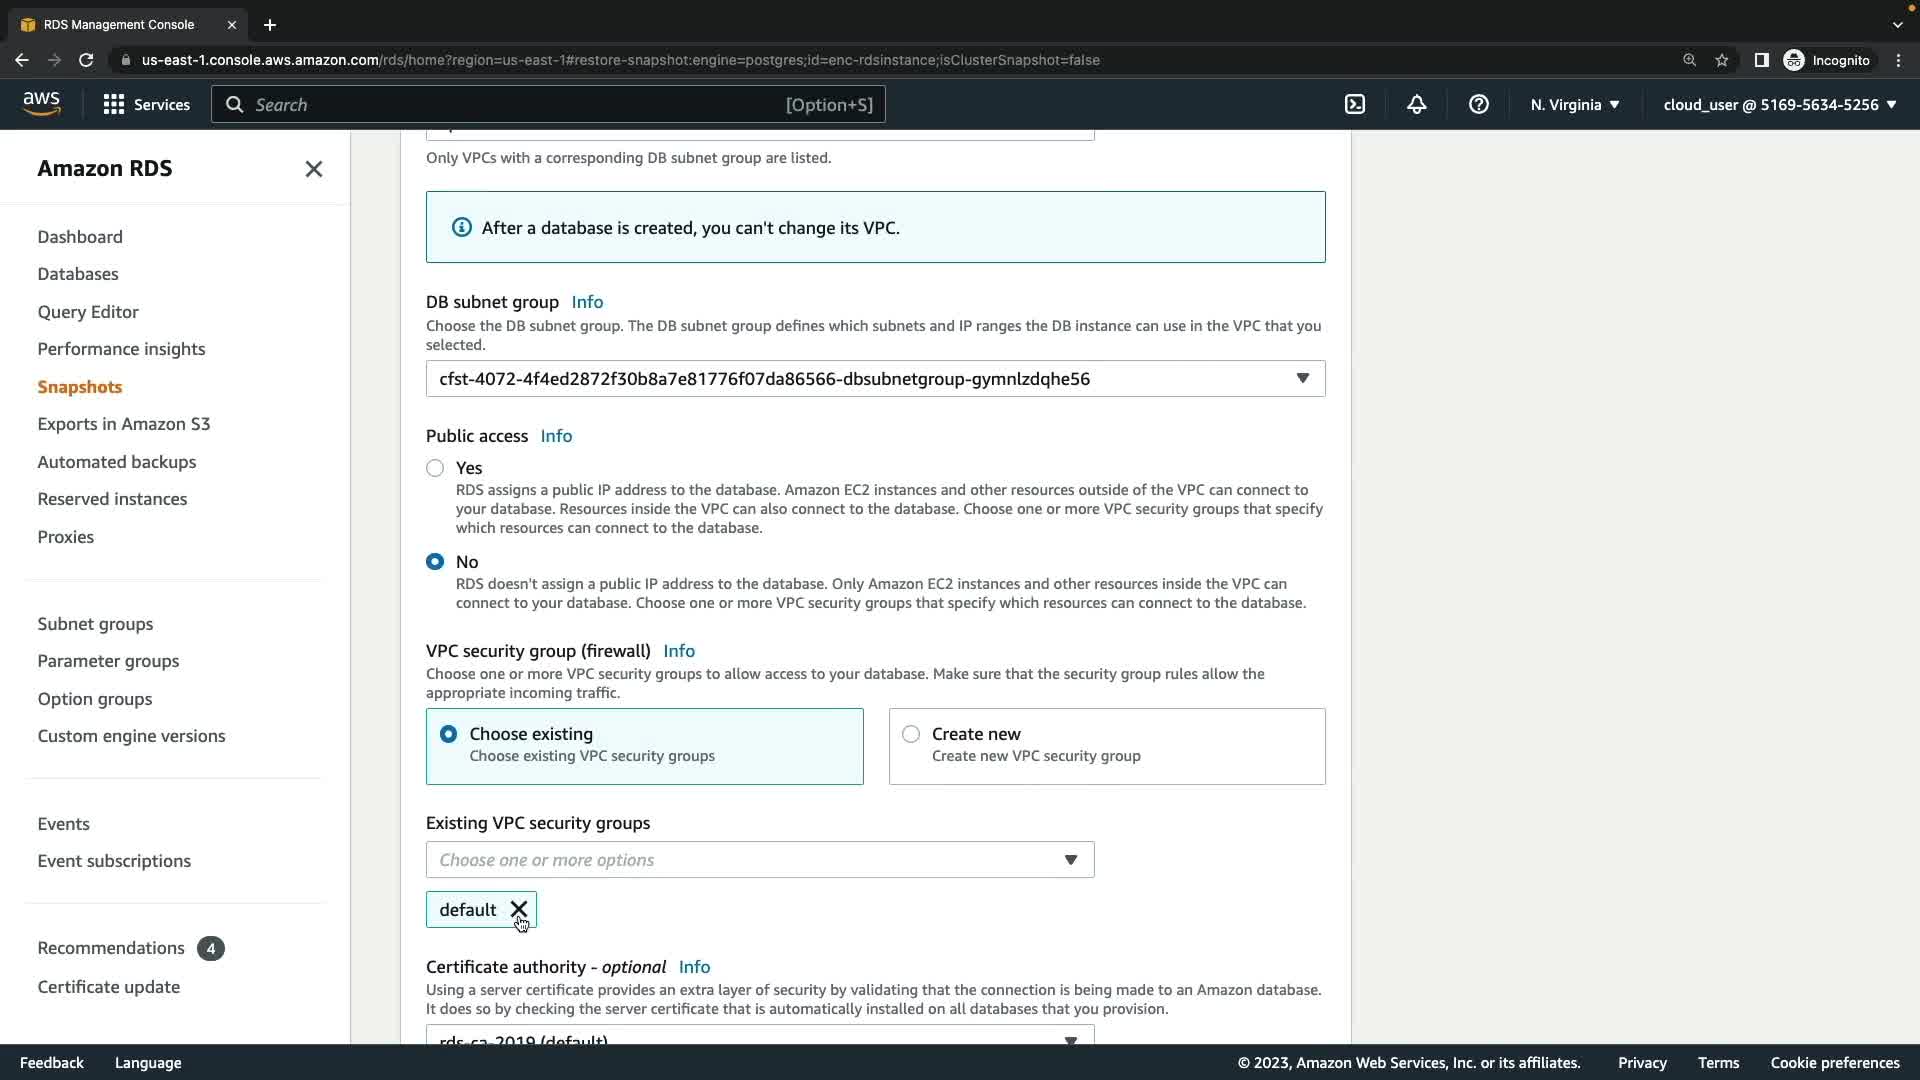 RDS Management Console
us-east-1.console.aws.amazon.com/rds/home?region=us-east-1#restore-snapshot:engine=postgres;id=enc-rdsinstance;isClusterSnapshot=false
Incognito
aws
Services
Search
[Option+S]
N. Virginia
cloud_user @ 5169-5634-5256
Amazon RDS
Dashboard
Databases
Query Editor
Performance insights
Snapshots
Exports in Amazon S3
Automated backups
Reserved instances
Proxies
Subnet groups
Parameter groups
Option groups
Custom engine versions
Events
Event subscriptions
Recommendations 4
Certificate update
Only VPCs with a corresponding DB subnet group are listed.
After a database is created, you can't change its VPC.
DB subnet group Info
Choose the DB subnet group. The DB subnet group defines which subnets and IP ranges the DB instance can use in the VPC that you
selected.
cfst-4072-4f4ed2872f30b8a7e81776f07da86566-dbsubnetgroup-gymnlzdqhe56
Public access Info
Yes
RDS assigns a public IP address to the database. Amazon EC2 instances and other resources outside of the VPC can connect to
your database. Resources inside the VPC can also connect to the database. Choose one or more VPC security groups that specify
which resources can connect to the database.
No
RDS doesn't assign a public IP address to the database. Only Amazon EC2 instances and other resources inside the VPC can
connect to your database. Choose one or more VPC security groups that specify which resources can connect to the database.
VPC security group (firewall) Info
Choose one or more VPC security groups to allow access to your database. Make sure that the security group rules allow the
appropriate incoming traffic.
Choose existing
Choose existing VPC security groups
Create new
Create new VPC security group
Existing VPC security groups
Choose one or more options
default
Certificate authority - optional Info
Using a server certificate provides an extra layer of security by validating that the connection is being made to an Amazon database.
It does so by checking the server certificate that is automatically installed on all databases that you provision.
rds-ca-2019 (default)
Feedback
Language
© 2023, Amazon Web Services, Inc. or its affiliates.
Privacy
Terms
Cookie preferences